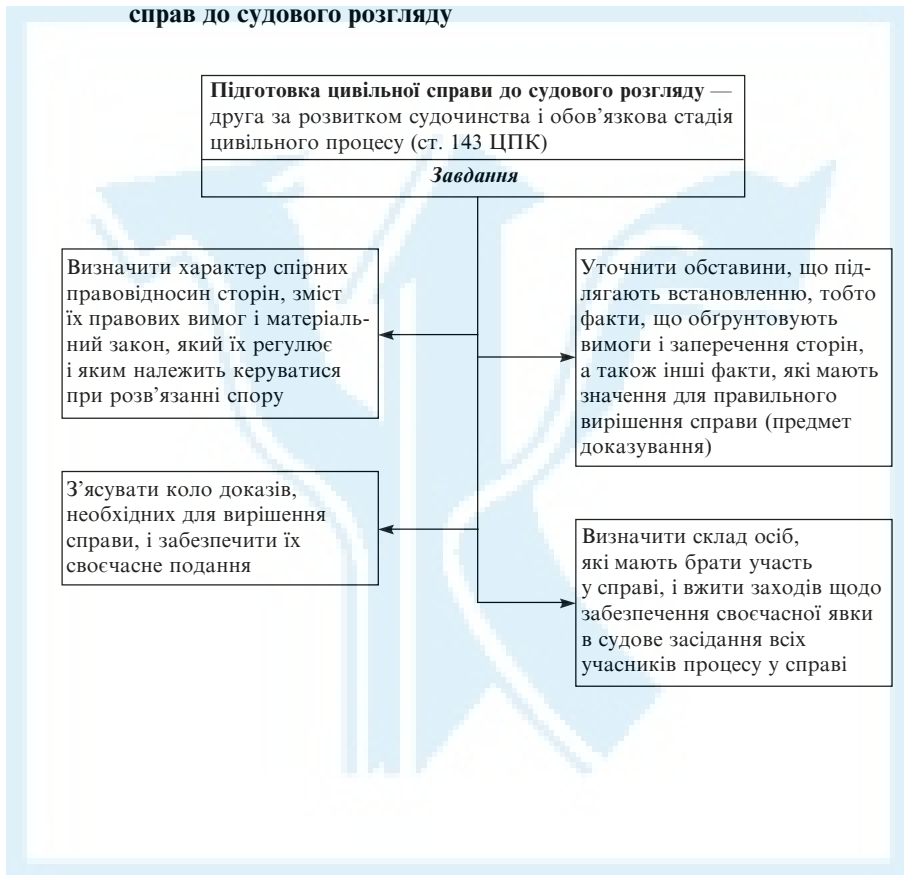 справ до судового розгляду
Підготовка цивільної справи до судового розгляду —
друга за розвитком судочинства і обов’язкова стадія
цивільного процесу (ст. 143 ЦПК)
Завдання
Визначити характер спірних
правовідносин сторін, зміст
їх правових вимог і матеріаль-
ний закон, який їх регулює
і яким належить керуватися
при розв’язанні спору
Уточнити обставини, що під-
лягають встановленню, тобто
факти, що обґрунтовують
вимоги і заперечення сторін,
а також інші факти, які мають
значення для правильного
вирішення справи (предмет
доказування)
З’ясувати коло доказів,
необхідних для вирішення
справи, і забезпечити їх
своєчасне подання
Визначити склад осіб,
які мають брати участь
у справі, і вжити заходів щодо
забезпечення своєчасної явки
в судове засідання всіх
учасників процесу у справі